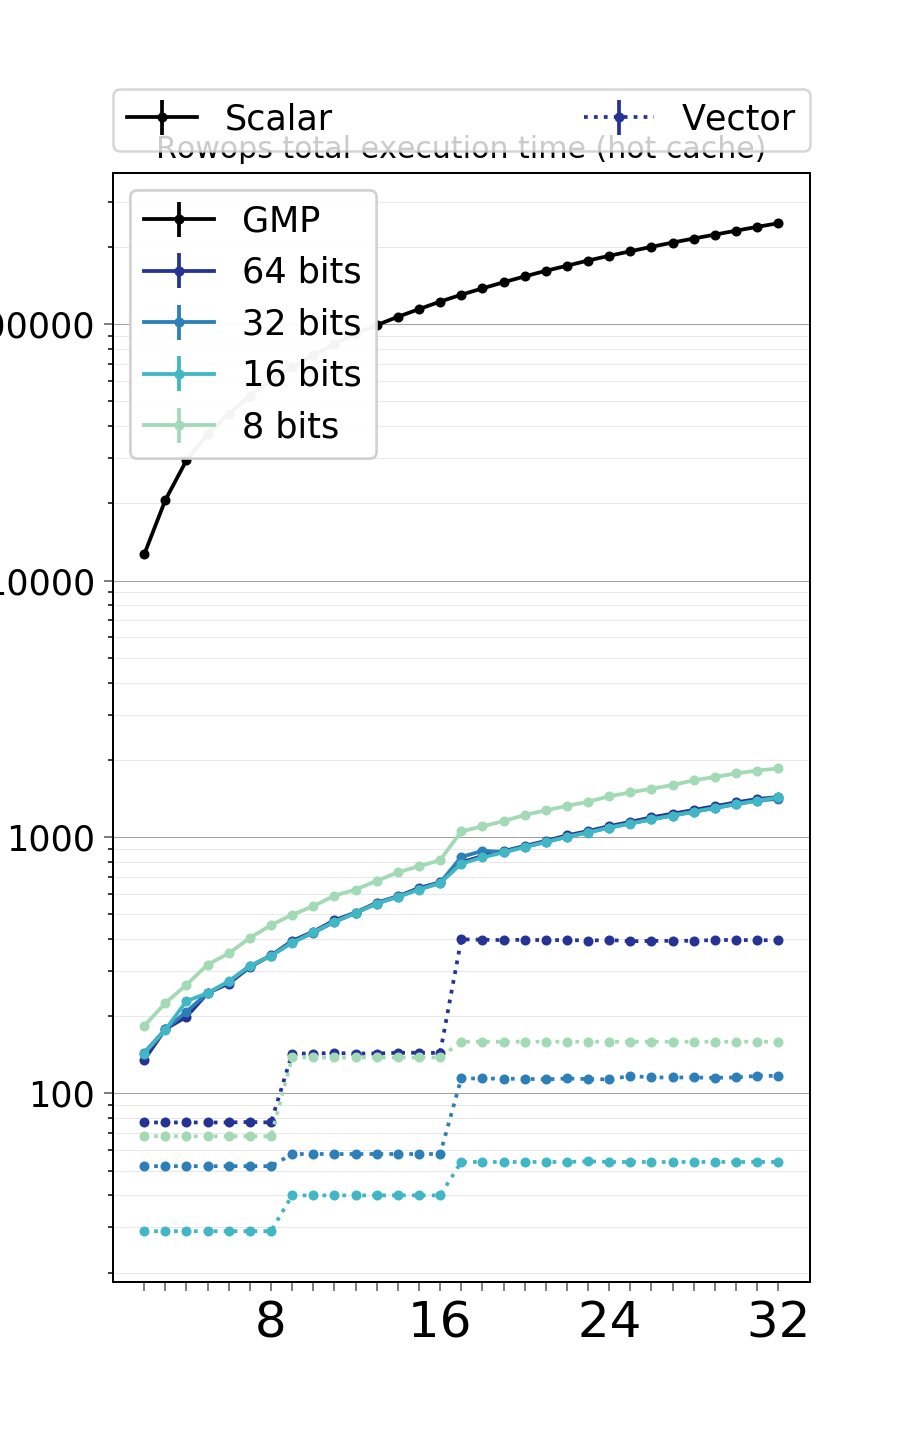 Scalar Vector
Rowops total execution time (hot cache)
GMP
64 bits
32 bits
16 bits
8 bits
00000
10000
1000
100
8 16 24 32